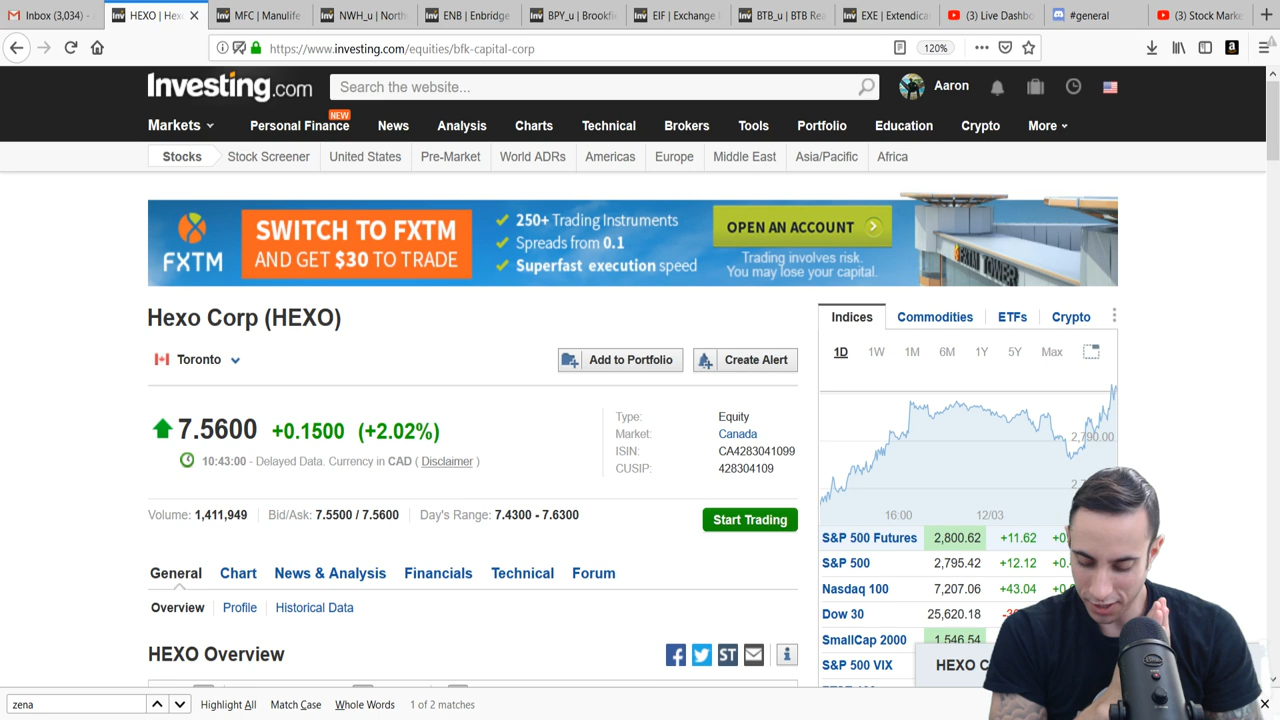 Inbox (3,034) -
HEXO | Hex
MFC | Manulife
NWH_u | North
ENB | Enbridge
BPY_u | Brookfi
EIF | Exchange
BTB_u | BTB Rea
EXE | Extendica
(3) Live Dashbo
#general
(3) Stock Mark
https://www.investing.com/equities/bfk-capital-corp
120%
Investing.com
Search the website...
Aaron
NEW
Markets
Personal Finance
News
Analysis
Charts
Technical
Brokers
Tools
Portfolio
Education
Crypto
More
Stocks
Stock Screener
United States
Pre-Market
World ADRs
Americas
Europe
Middle East
Asia/Pacific
Africa
FXTM
SWITCH TO FXTM
AND GET $30 TO TRADE
250+ Trading Instruments
Spreads from 0.1
Superfast execution speed
OPEN AN ACCOUNT
Trading involves risk.
You may lose your capital.
FXTM TOWER
Hexo Corp (HEXO)
Toronto
Add to Portfolio
Create Alert
7.5600 +0.1500 (+2.02%)
10:43:00 - Delayed Data. Currency in CAD ( Disclaimer )
Type: Equity
Market: Canada
ISIN: CA4283041099
CUSIP: 428304109
Volume: 1,411,949
Bid/Ask: 7.5500 / 7.5600
Day's Range: 7.4300 - 7.6300
Start Trading
General
Chart
News & Analysis
Financials
Technical
Forum
Overview
Profile
Historical Data
HEXO Overview
ST
Indices
Commodities
ETFs
Crypto
1D
1W
1M
6M
1Y
5Y
Max
2,790.00
16:00
12/03
S&P 500 Futures 2,800.62 +11.62
S&P 500 2,795.42 +12.12
Nasdaq 100 7,207.06 +43.04
Dow 30 25,620.18
SmallCap 2000 1,546.54
S&P 500 VIX
HEXO C
zena
Highlight All
Match Case
Whole Words
1 of 2 matches